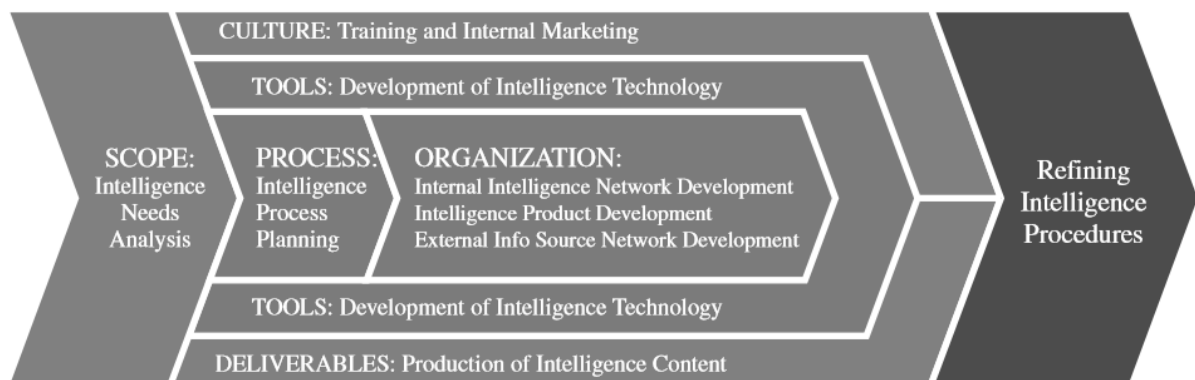 CULTURE: Training and Internal Marketing
TOOLS: Development of Intelligence Technology
SCOPE:
Intelligence
Needs
Analysis
PROCESS:
Intelligence
Process
Planning
ORGANIZATION:
Internal Intelligence Network Development
Intelligence Product Development
External Info Source Network Development
Refining
Intelligence
Procedures
TOOLS: Development of Intelligence Technology
DELIVERABLES: Production of Intelligence Content